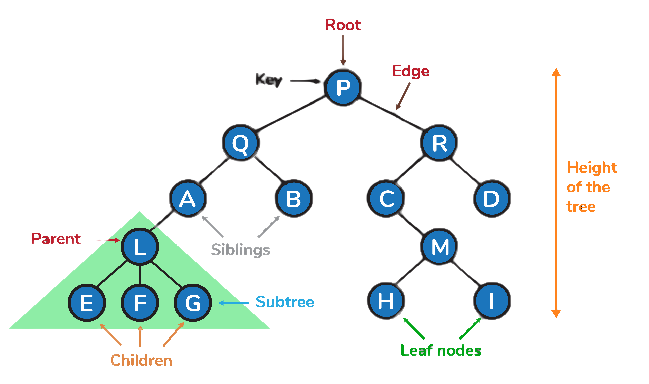 Root
Key
P
Edge
Q
R
Height
of the
tree
A
B
C
D
Siblings
Parent
L
M
E
F
G
Subtree
H
I
Children
Leaf nodes